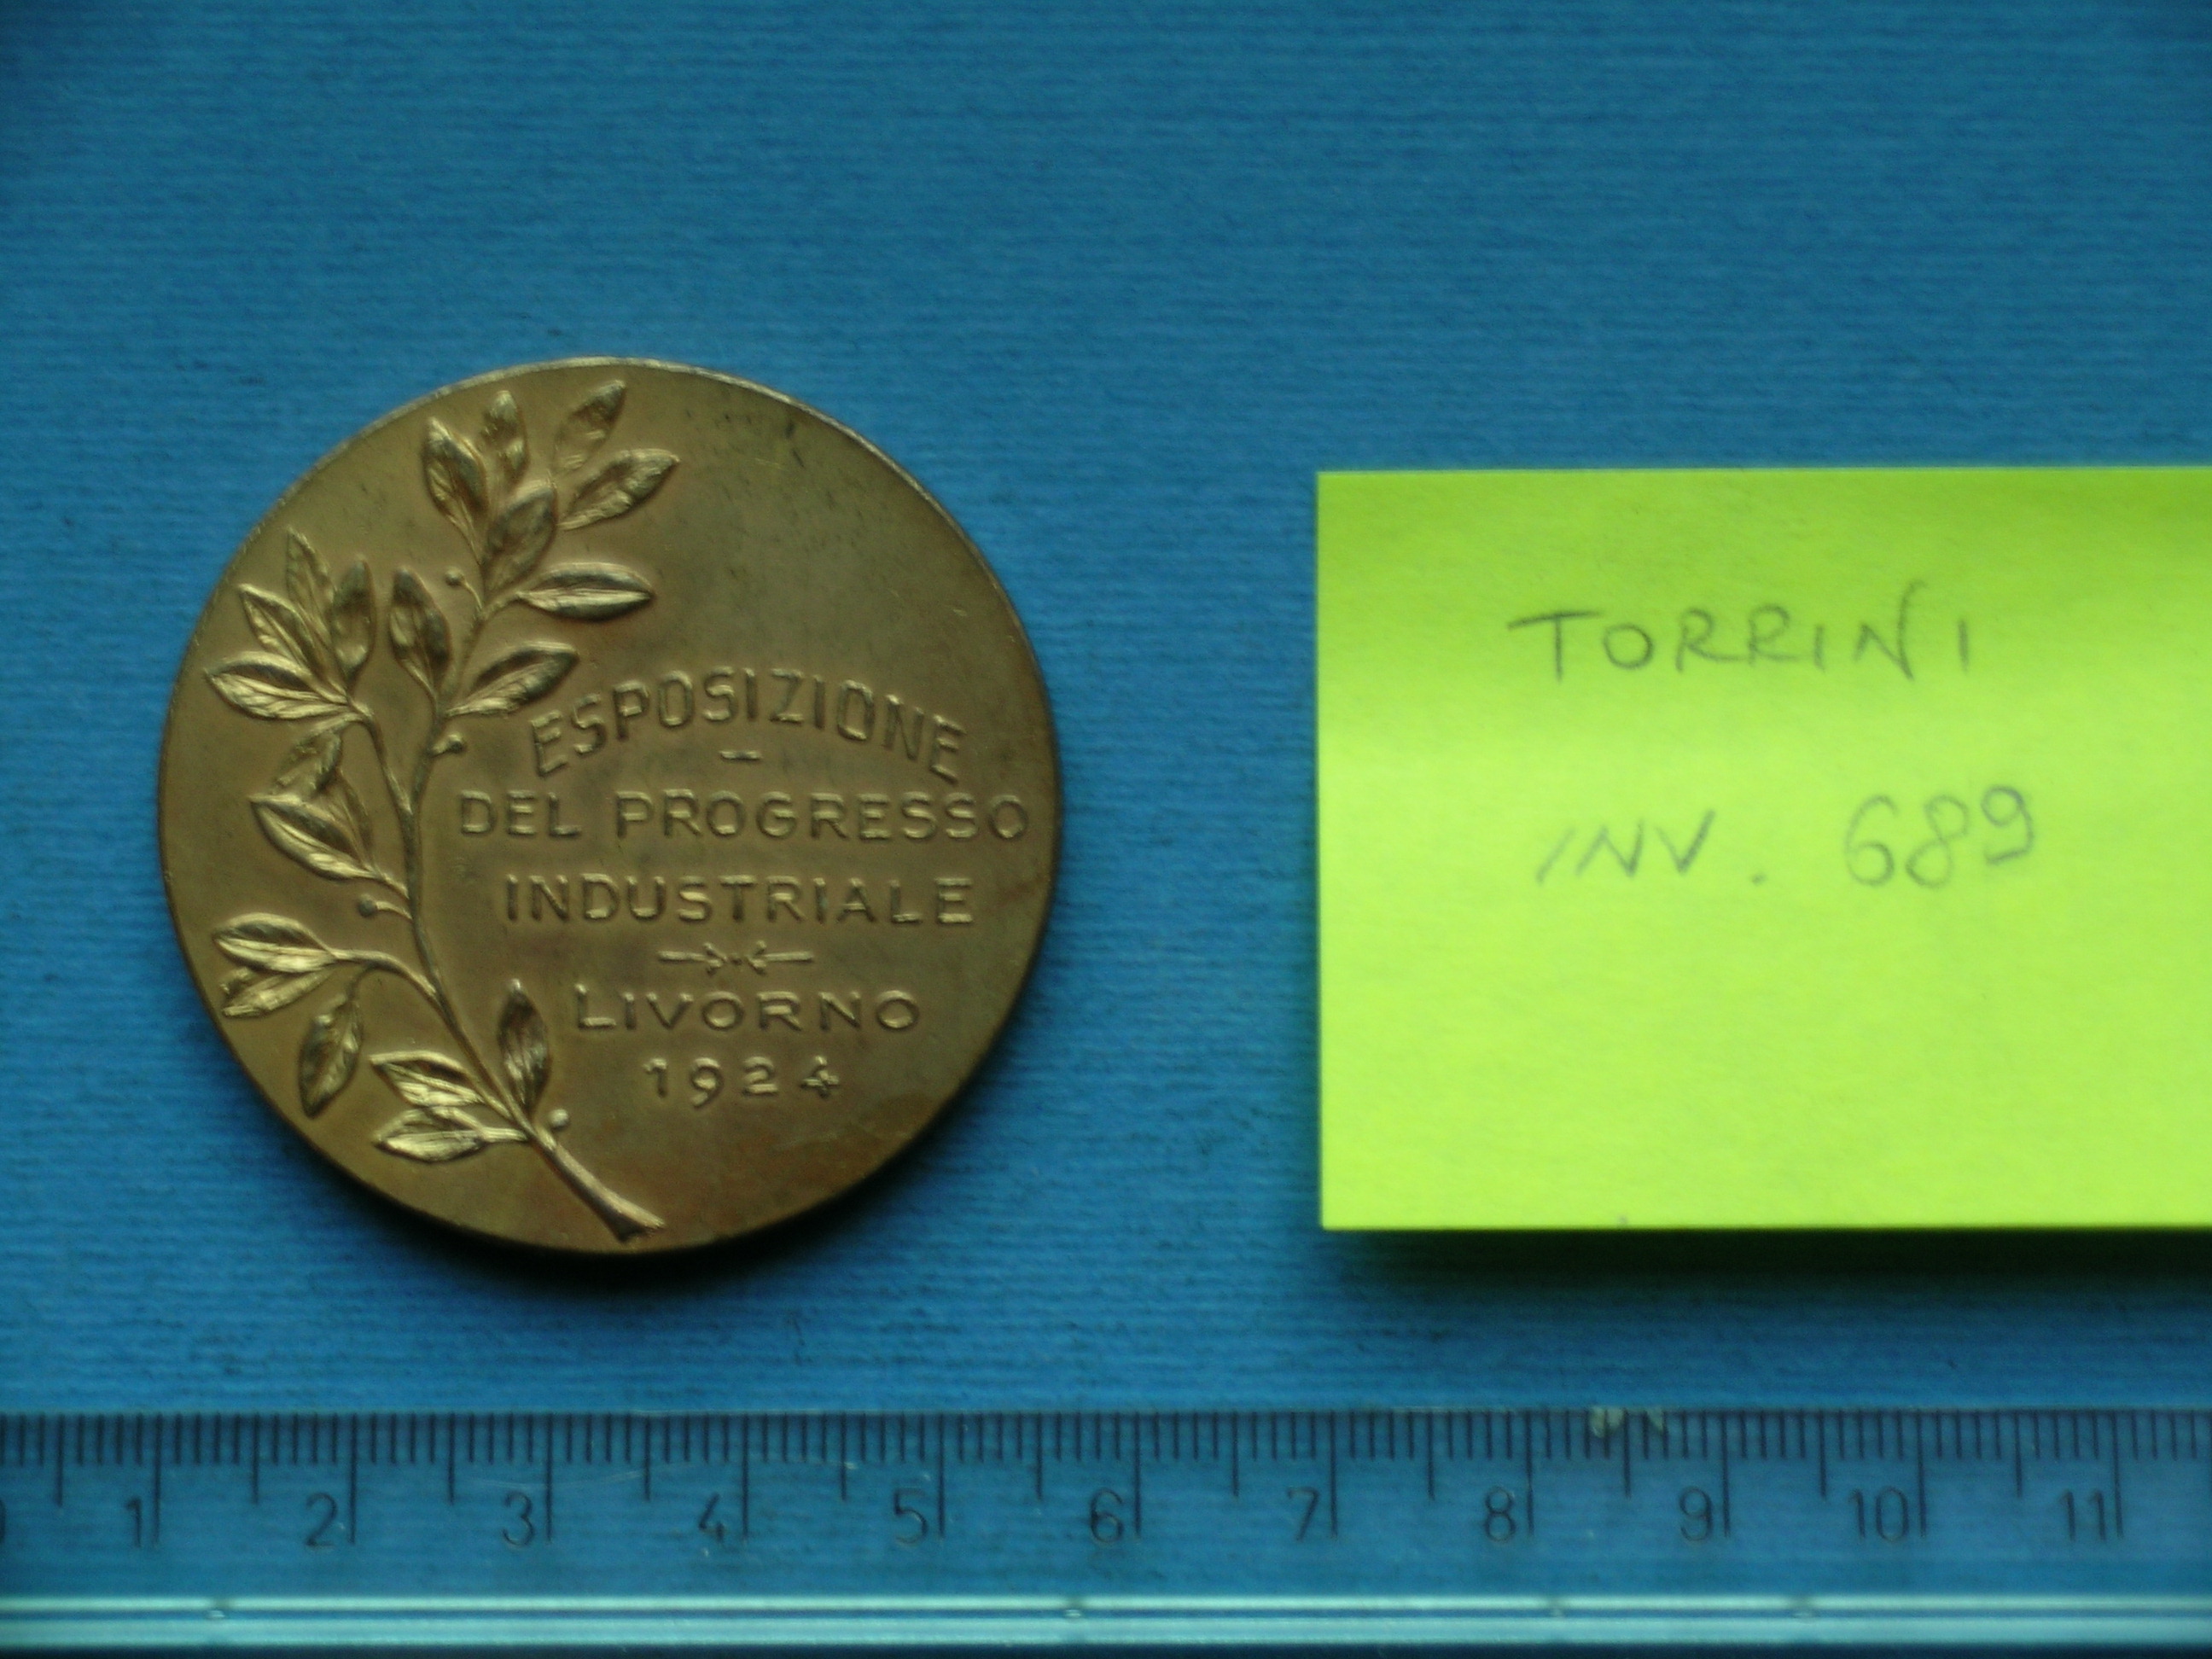 ESPOSIZIONE
DEL PROGRESSO
INDUSTRIALE
LIVORNO
1924
TORRINI
INV. 689
0 1 2 3 4 5 6 7 8 9 10 11